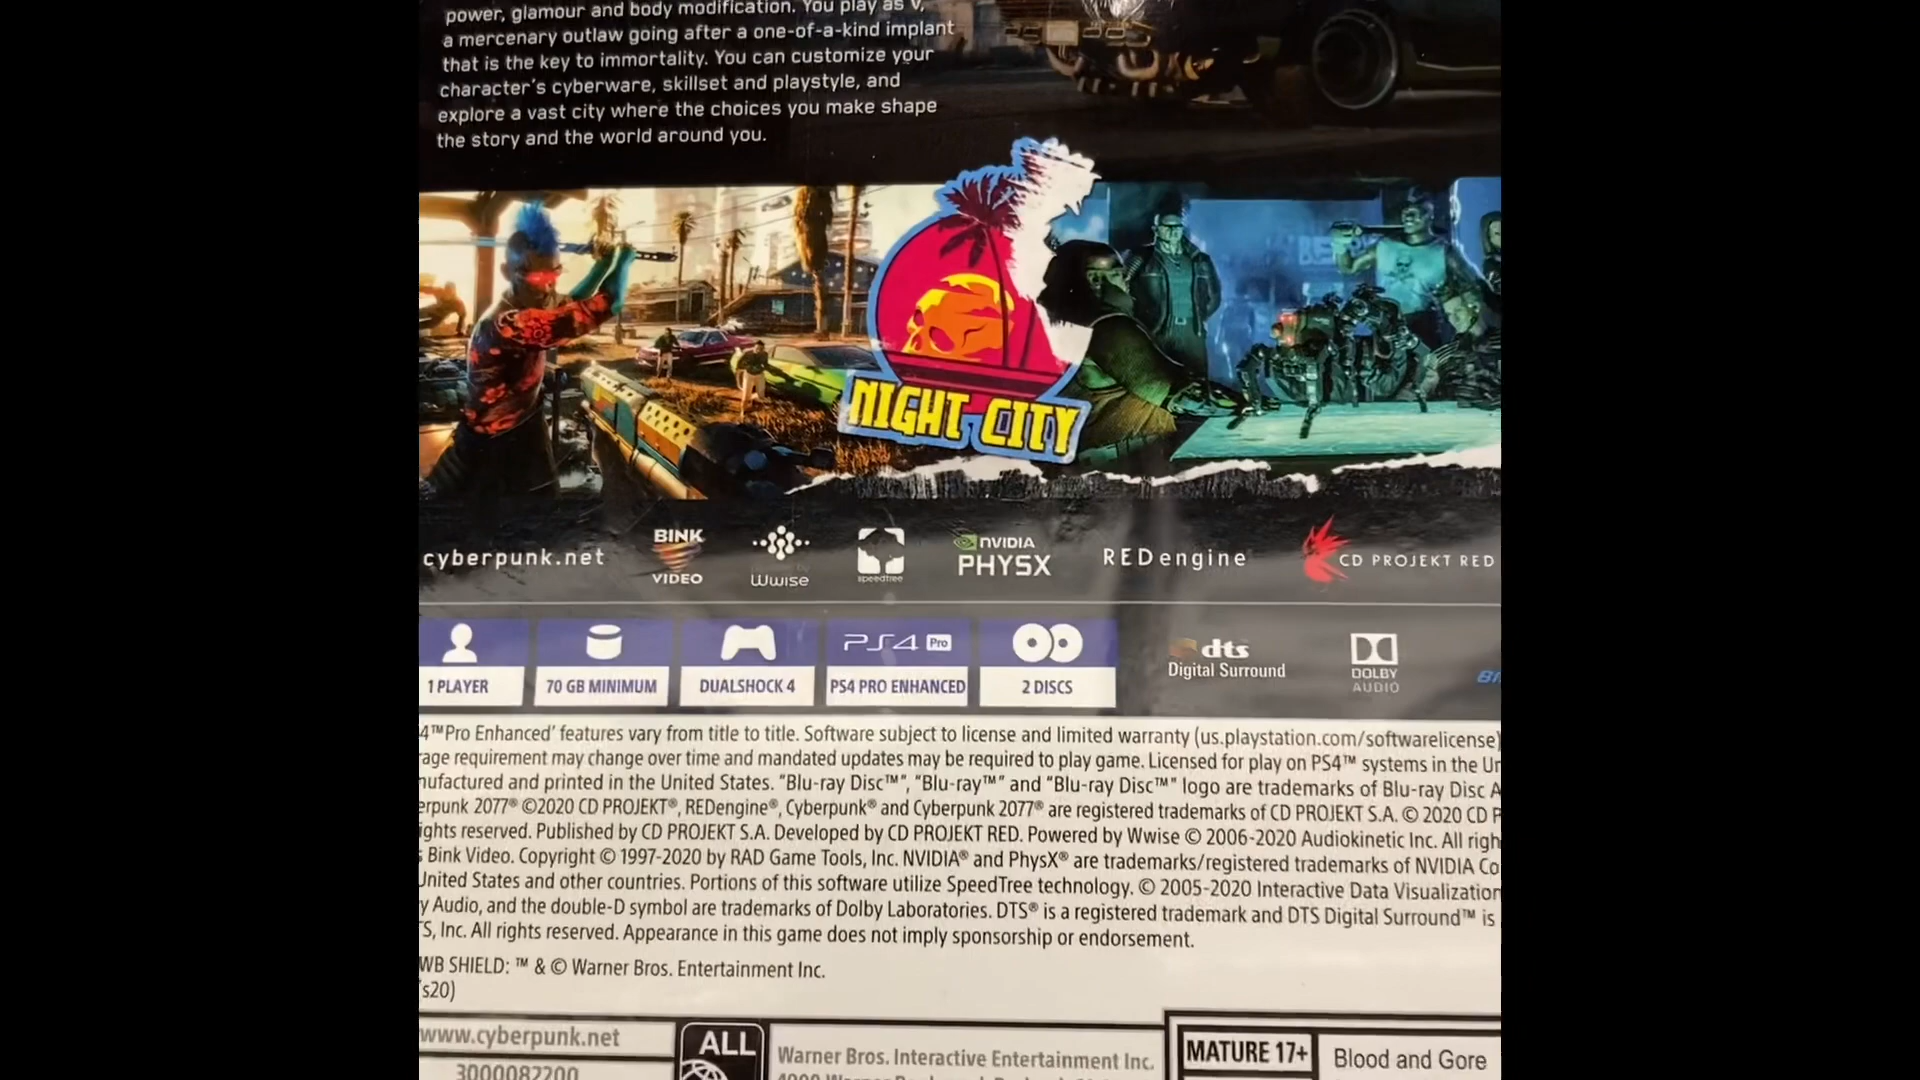 power, glamour and body modification. You play as V,
a mercenary outlaw going after a one-of-a-kind implant
that is the key to immortality. You can customize your
character's cyberware, skillset and playstyle, and
explore a vast city where the choices you make shape
the story and the world around you.
NIGHT CITY
cyberpunk.net
BINK
VIDEO
Wwise
speedtree
NVIDIA
PHYSX
REDengine
CD PROJEKT RED
PS4 Pro
1 PLAYER
70 GB MINIMUM
DUALSHOCK 4
PS4 PRO ENHANCED
2 DISCS
dts
Digital Surround
DOLBY
AUDIO
4™Pro Enhanced' features vary from title to title. Software subject to license and limited warranty (us.playstation.com/softwarelicense)
rage requirement may change over time and mandated updates may be required to play game. Licensed for play on PS4™ systems in the Un
nufactured and printed in the United States. "Blu-ray Disc™", "Blu-ray™" and "Blu-ray Disc™" logo are trademarks of Blu-ray Disc A
erpunk 2077® ©2020 CD PROJEKT®, REDengine®, Cyberpunk® and Cyberpunk 2077® are registered trademarks of CD PROJEKT S.A. © 2020 CD P
ights reserved. Published by CD PROJEKT S.A. Developed by CD PROJEKT RED. Powered by Wwise © 2006-2020 Audiokinetic Inc. All righ
s Bink Video. Copyright © 1997-2020 by RAD Game Tools, Inc. NVIDIA® and PhysX® are trademarks/registered trademarks of NVIDIA Co
United States and other countries. Portions of this software utilize SpeedTree technology. © 2005-2020 Interactive Data Visualization
y Audio, and the double-D symbol are trademarks of Dolby Laboratories. DTS® is a registered trademark and DTS Digital Surround™ is
TS, Inc. All rights reserved. Appearance in this game does not imply sponsorship or endorsement.
WB SHIELD: ™ & © Warner Bros. Entertainment Inc.
s20)
www.cyberpunk.net
3000082200
ALL
Warner Bros. Interactive Entertainment Inc.
MATURE 17+
Blood and Gore